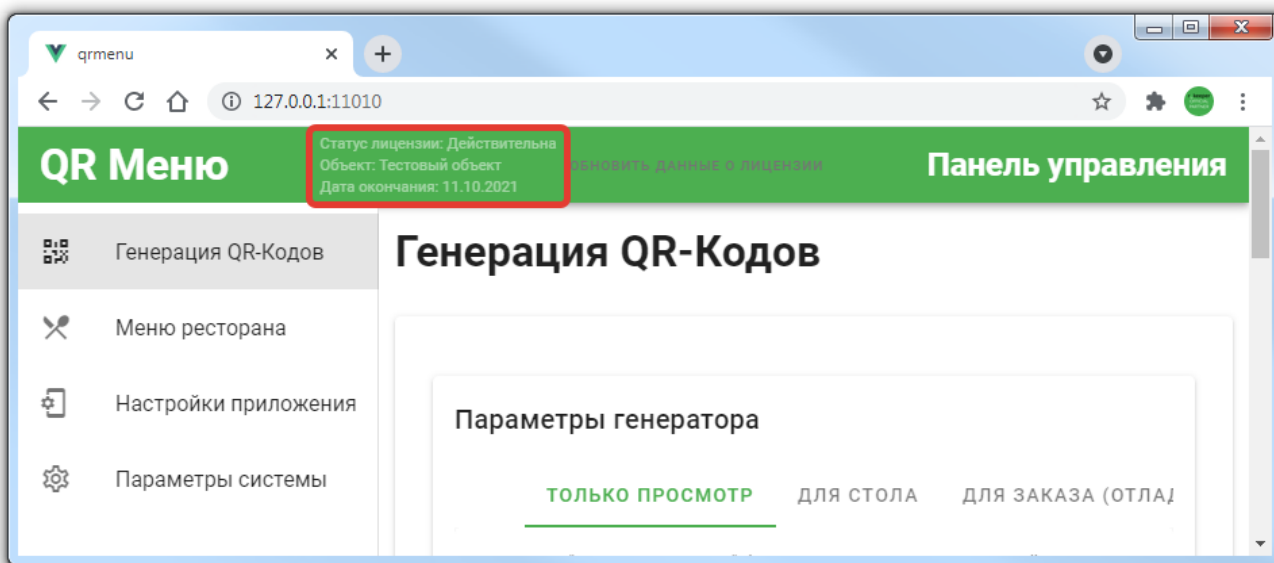 qrmenu
127.0.0.1:11010
QR Меню
Статус лицензии: Действительна
Объект: Тестовый объект
Дата окончания: 11.10.2021
ОБНОВИТЬ ДАННЫЕ О ЛИЦЕНЗИИ
Панель управления
Генерация QR-Кодов
Меню ресторана
Настройки приложения
Параметры системы
Генерация QR-Кодов
Параметры генератора
ТОЛЬКО ПРОСМОТР
ДЛЯ СТОЛА
ДЛЯ ЗАКАЗА (ОТЛАД